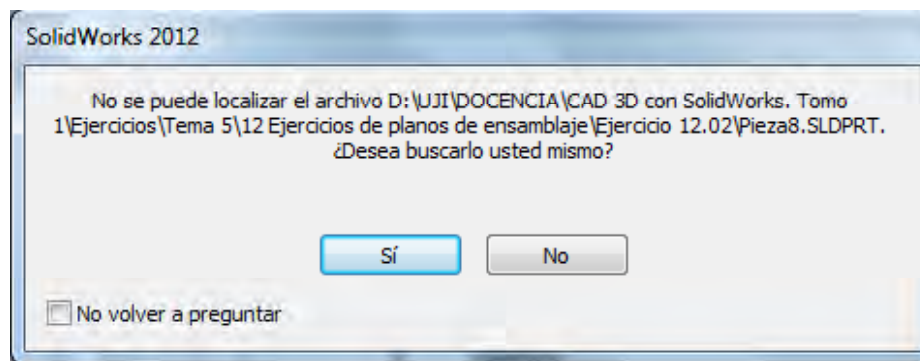 SolidWorks 2012
No se puede localizar el archivo D:\UJI\DOCENCIA\CAD 3D con SolidWorks. Tomo
1\Ejercicios\Tema 5\12 Ejercicios de planos de ensamblaje\Ejercicio 12.02\Pieza8.SLDPRT.
¿Desea buscarlo usted mismo?
Sí
No
No volver a preguntar